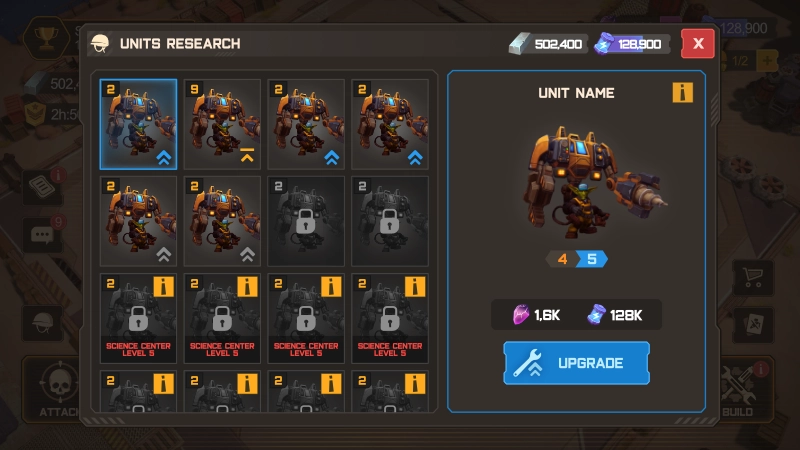 UNITS RESEARCH
502,400
128,900
X
128,900
502,4
1/2
2h:5
2
9
2
2
UNIT NAME
i
i
2
2
2
2
9
4 5
2 i
2 i
2 i
2 i
SCIENCE CENTER
LEVEL 5
SCIENCE CENTER
LEVEL 5
SCIENCE CENTER
LEVEL 5
SCIENCE CENTER
LEVEL 5
1,6K
128K
UPGRADE
2 i
2 i
2 i
2 i
ATTAC
i
BUILD